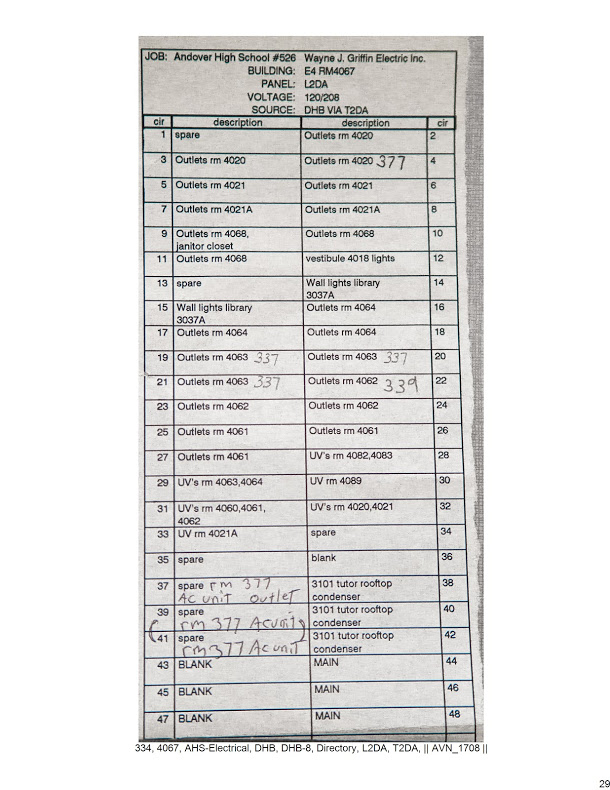 JOB: Andover High School #526 Wayne J. Griffin Electric Inc.
BUILDING: E4 RM4067
PANEL: L2DA
VOLTAGE: 120/208
SOURCE: DHB VIA T2DA
cir description description cir
1 spare Outlets rm 4020 2
3 Outlets rm 4020 Outlets rm 4020 377 4
5 Outlets rm 4021 Outlets rm 4021 6
7 Outlets rm 4021A Outlets rm 4021A 8
9 Outlets rm 4068, Outlets rm 4068 10
janitor closet
11 Outlets rm 4068 vestibule 4018 lights 12
13 spare Wall lights library 14
3037A
15 Wall lights library Outlets rm 4064 16
3037A
17 Outlets rm 4064 Outlets rm 4064 18
19 Outlets rm 4063 337 Outlets rm 4063 337 20
21 Outlets rm 4063 337 Outlets rm 4062 339 22
23 Outlets rm 4062 Outlets rm 4062 24
25 Outlets rm 4061 Outlets rm 4061 26
27 Outlets rm 4061 UV's rm 4082,4083 28
29 UV's rm 4063,4064 UV rm 4089 30
31 UV's rm 4060,4061, UV's rm 4020,4021 32
4062
33 UV rm 4021A spare 34
35 spare blank 36
37 spare rm 377 3101 tutor rooftop 38
AC unit outlet condenser
39 spare 3101 tutor rooftop 40
rm 377 Ac unit condenser
41 spare 3101 tutor rooftop 42
rm 377 Ac unit condenser
43 BLANK MAIN 44
45 BLANK MAIN 46
47 BLANK MAIN 48
334, 4067, AHS-Electrical, DHB, DHB-8, Directory, L2DA, T2DA, || AVN_1708 ||
29